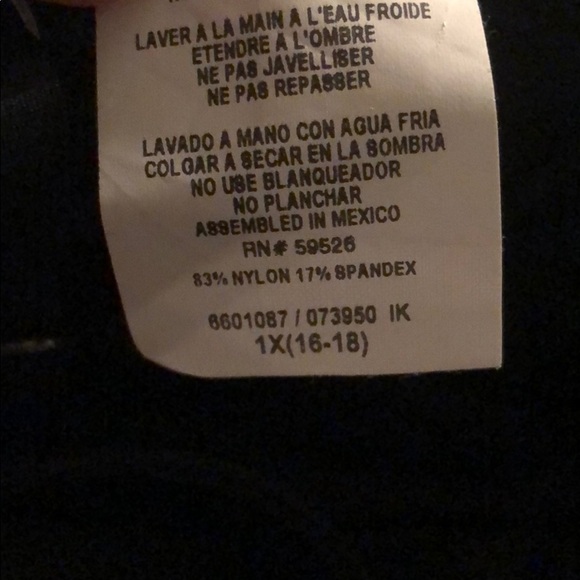 LAVER A LA MAIN A L'EAU FROIDE
ETENDRE A L'OMBRE
NE PAS JAVELLISER
NE PAS REPASSER
LAVADO A MANO CON AGUA FRIA
COLGAR A SECAR EN LA SOMBRA
NO USE BLANQUEADOR
NO PLANCHAR
ASSEMBLED IN MEXICO
RN# 59526
83% NYLON 17% SPANDEX
6601087 / 073950 IK
1X(16-18)